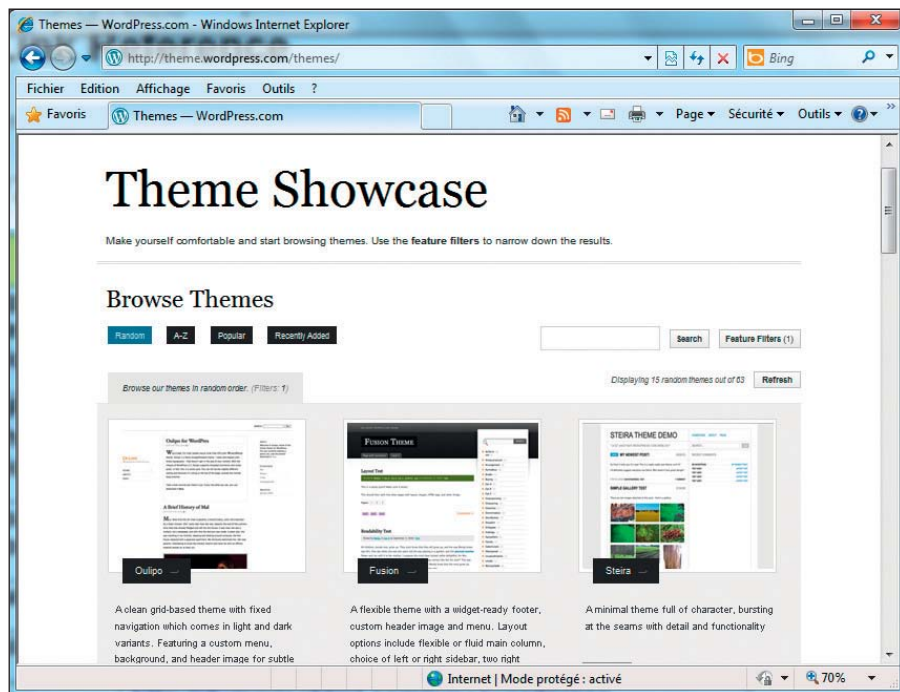 Themes — WordPress.com - Windows Internet Explorer
http://theme.wordpress.com/themes/
Bing
Fichier Edition Affichage Favoris Outils ?
Favoris
Themes — WordPress.com
Page Sécurité Outils
Theme Showcase
Make yourself comfortable and start browsing themes. Use the feature filters to narrow down the results.
Browse Themes
Random A-Z Popular Recently Added
Search Feature Filters (1)
Browse our themes in random order. (Filters: 1)
Displaying 15 random themes out of 63 Refresh
Oulipo for WordPress
A Brief History of Mal
Oulipo
FUSION THEME
Layout Test
Readability Test
Fusion
STEIRA THEME DEMO
MY NEWEST POST
SIMPLE GALLERY TEST
Steira
A clean grid-based theme with fixed
navigation which comes in light and dark
variants. Featuring a custom menu,
background, and header image for subtle
A flexible theme with a widget-ready footer,
custom header image and menu. Layout
options include flexible or fluid main column,
choice of left or right sidebar, two right
A minimal theme full of character, bursting
at the seams with detail and functionality
Internet | Mode protégé : activé
70%